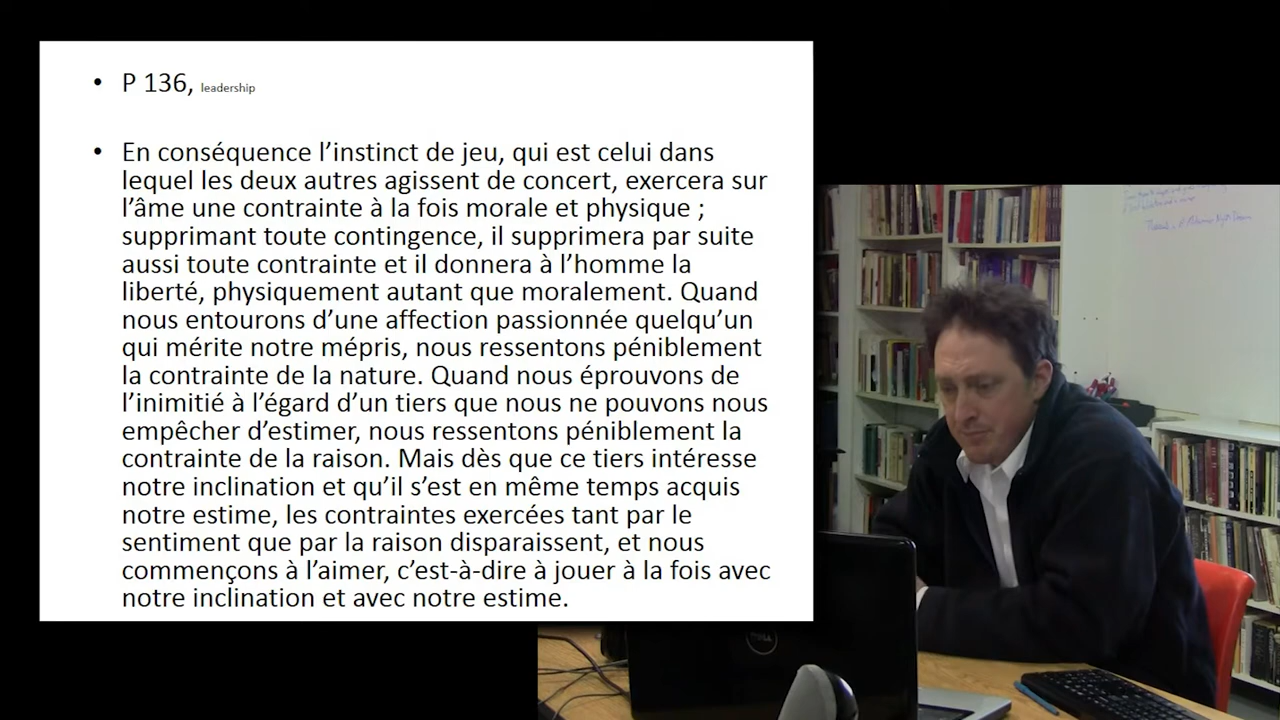 • P 136, leadership
• En conséquence l’instinct de jeu, qui est celui dans
lequel les deux autres agissent de concert, exercera sur
l’âme une contrainte à la fois morale et physique ;
supprimant toute contingence, il supprimera par suite
aussi toute contrainte et il donnera à l’homme la
liberté, physiquement autant que moralement. Quand
nous entourons d’une affection passionnée quelqu’un
qui mérite notre mépris, nous ressentons péniblement
la contrainte de la nature. Quand nous éprouvons de
l’inimitié à l’égard d’un tiers que nous ne pouvons nous
empêcher d’estimer, nous ressentons péniblement la
contrainte de la raison. Mais dès que ce tiers intéresse
notre inclination et qu’il s’est en même temps acquis
notre estime, les contraintes exercées tant par le
sentiment que par la raison disparaissent, et nous
commençons à l’aimer, c’est-à-dire à jouer à la fois avec
notre inclination et avec notre estime.
DELL